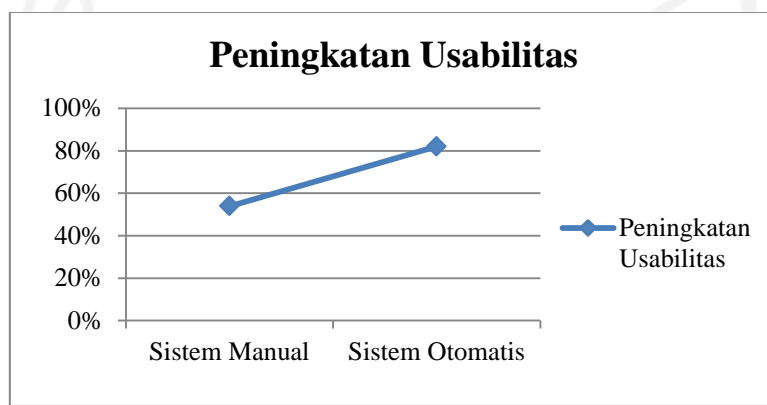 Peningkatan Usabilitas
100%
80%
60%
40%
20%
0%
Sistem Manual
Sistem Otomatis
Peningkatan
Usabilitas